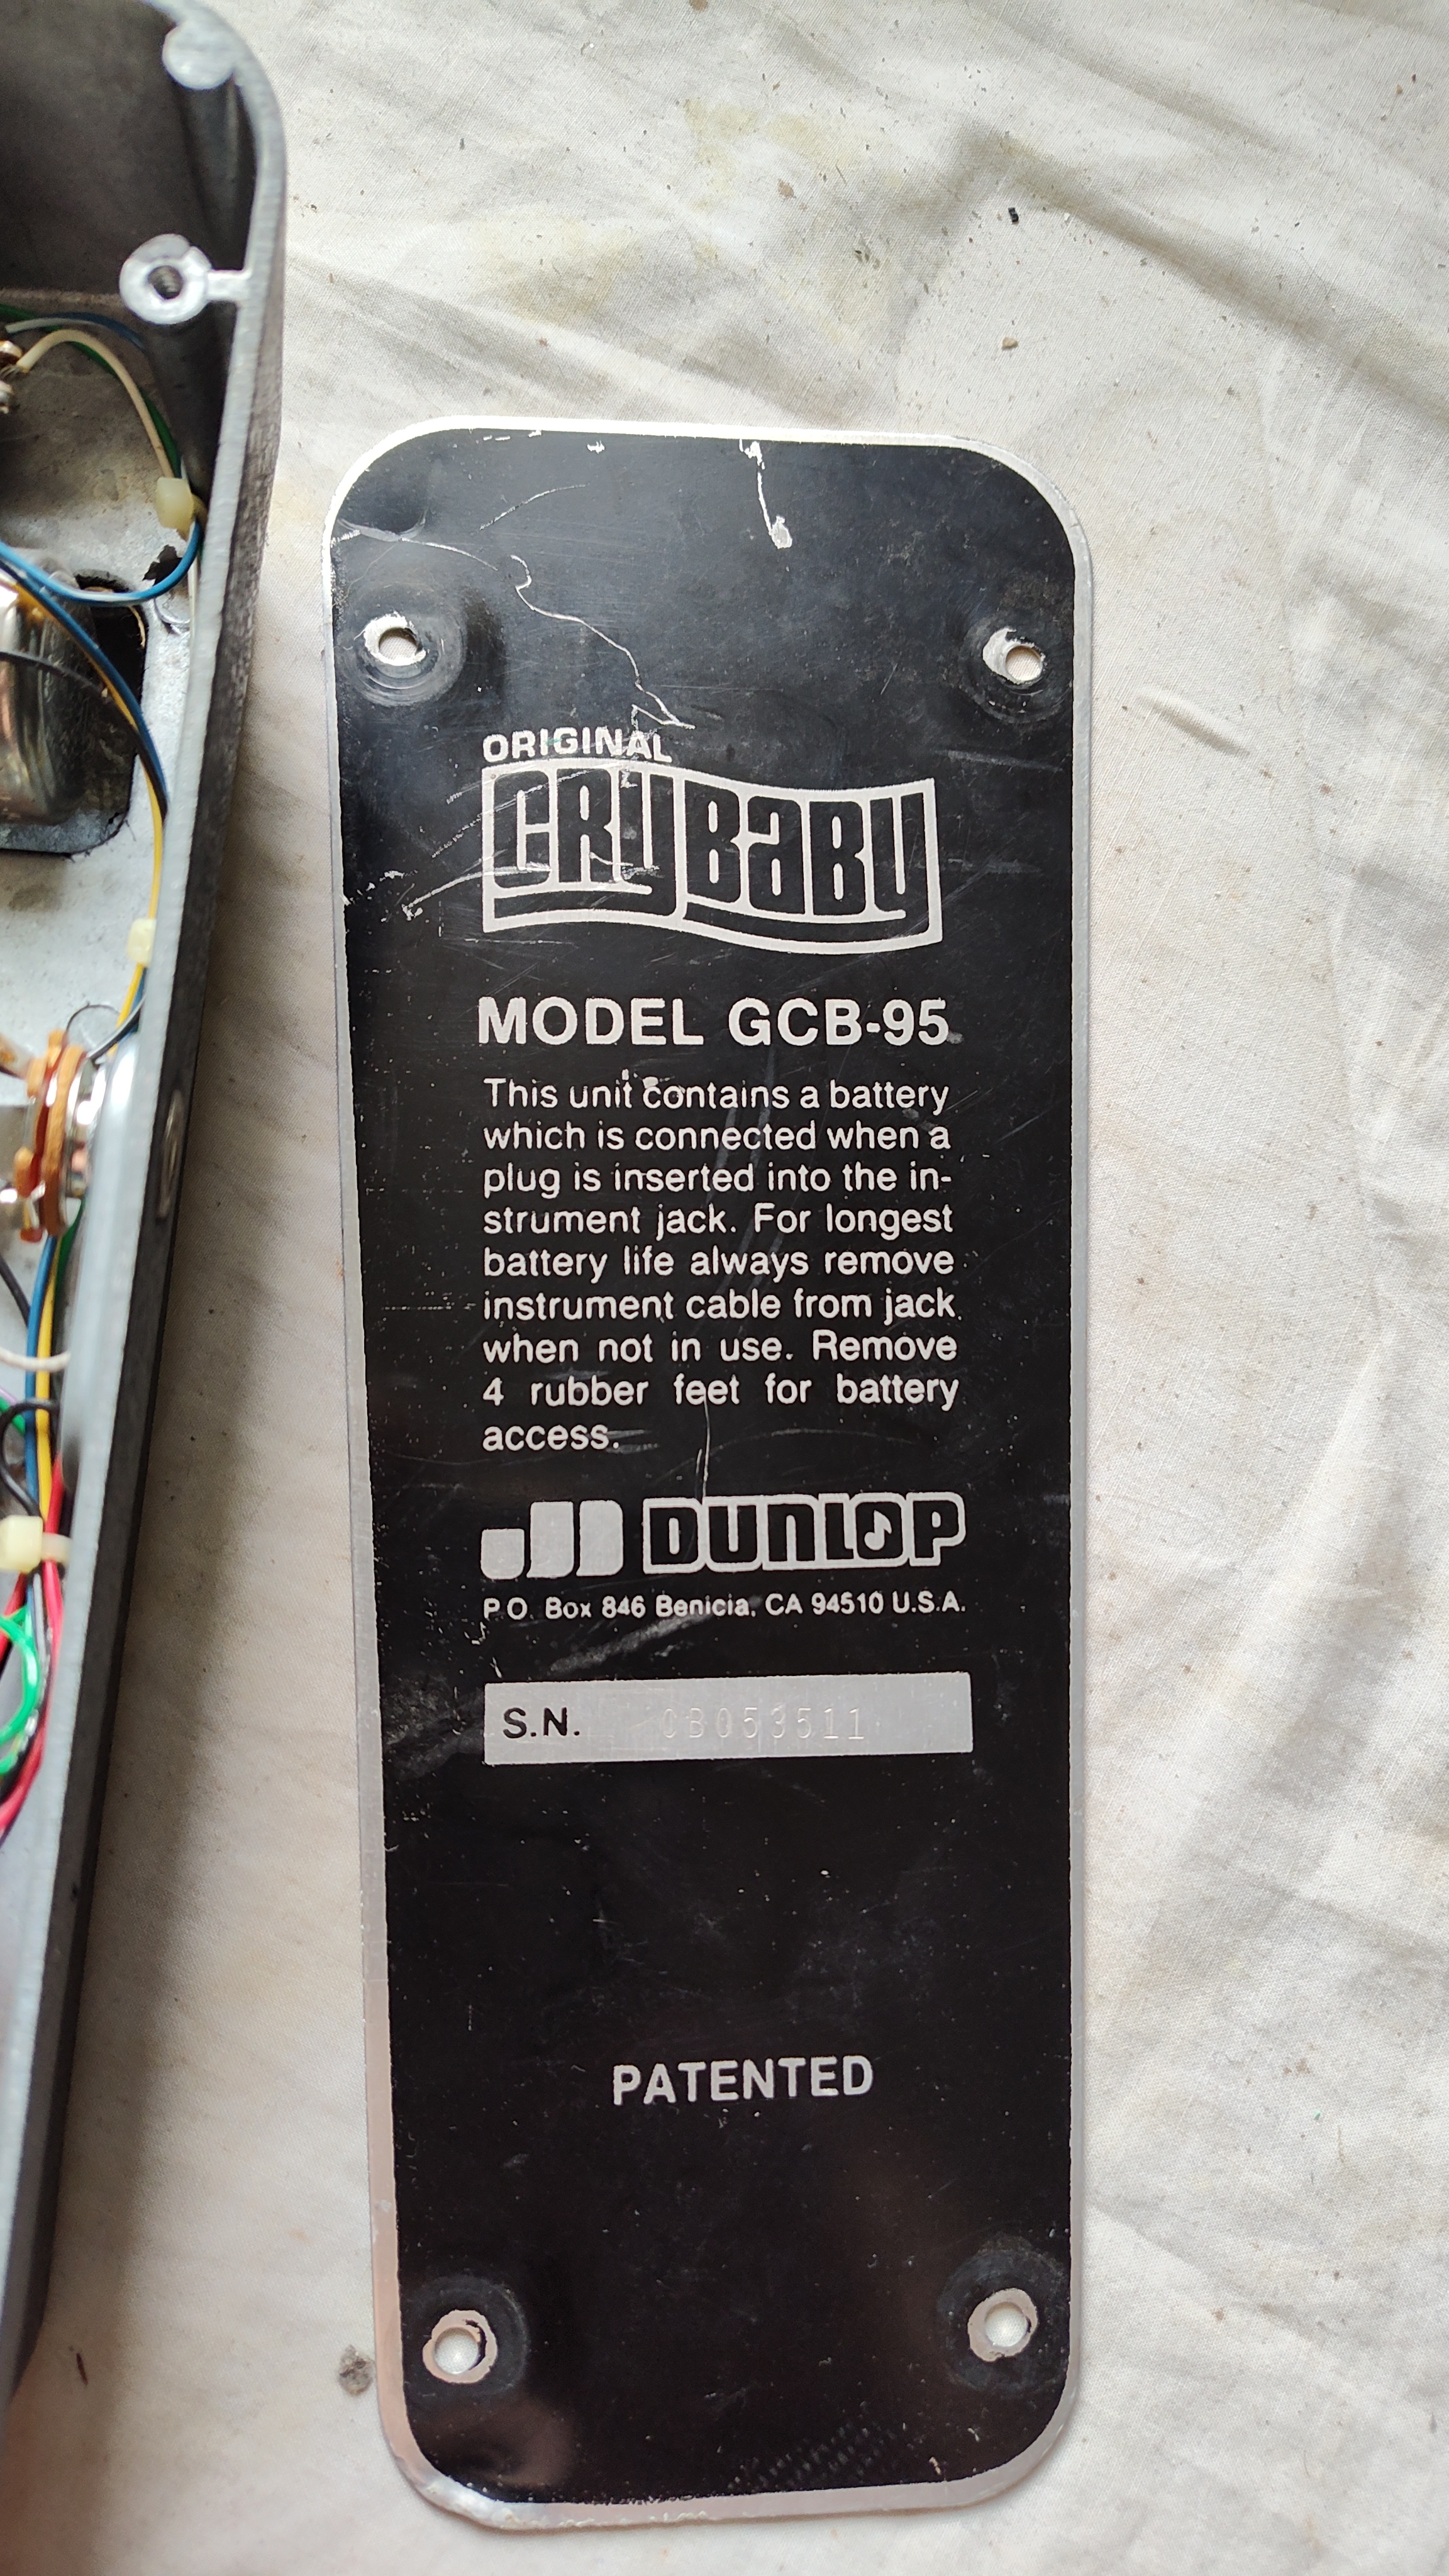 ORIGINAL
CRYBABY
MODEL GCB-95
This unit contains a battery
which is connected when a
plug is inserted into the in-
strument jack. For longest
battery life always remove
instrument cable from jack
when not in use. Remove
4 rubber feet for battery
access.
DUNLOP
P.O. Box 846 Benicia, CA 94510 U.S.A.
S.N. CB053511
PATENTED